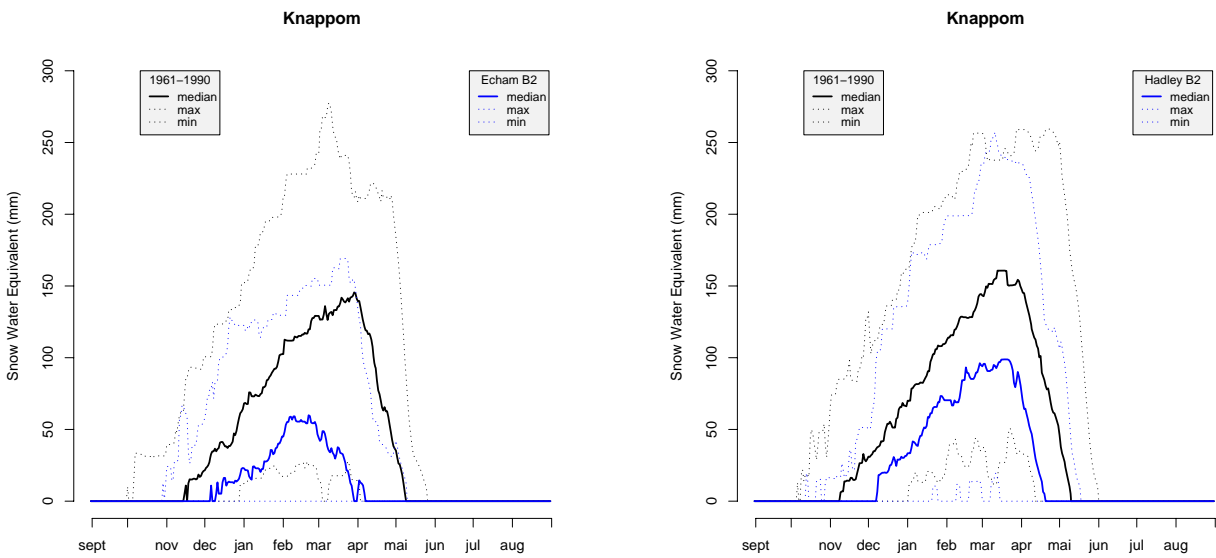 Knappom
Snow Water Equivalent (mm)
300
250
200
150
100
50
0
1961−1990
median
max
min
Echam B2
median
max
min
sept
nov
dec
jan
feb
mar
apr
mai
jun
jul
aug
Knappom
Snow Water Equivalent (mm)
300
250
200
150
100
50
0
1961−1990
median
max
min
Hadley B2
median
max
min
sept
nov
dec
jan
feb
mar
apr
mai
jun
jul
aug